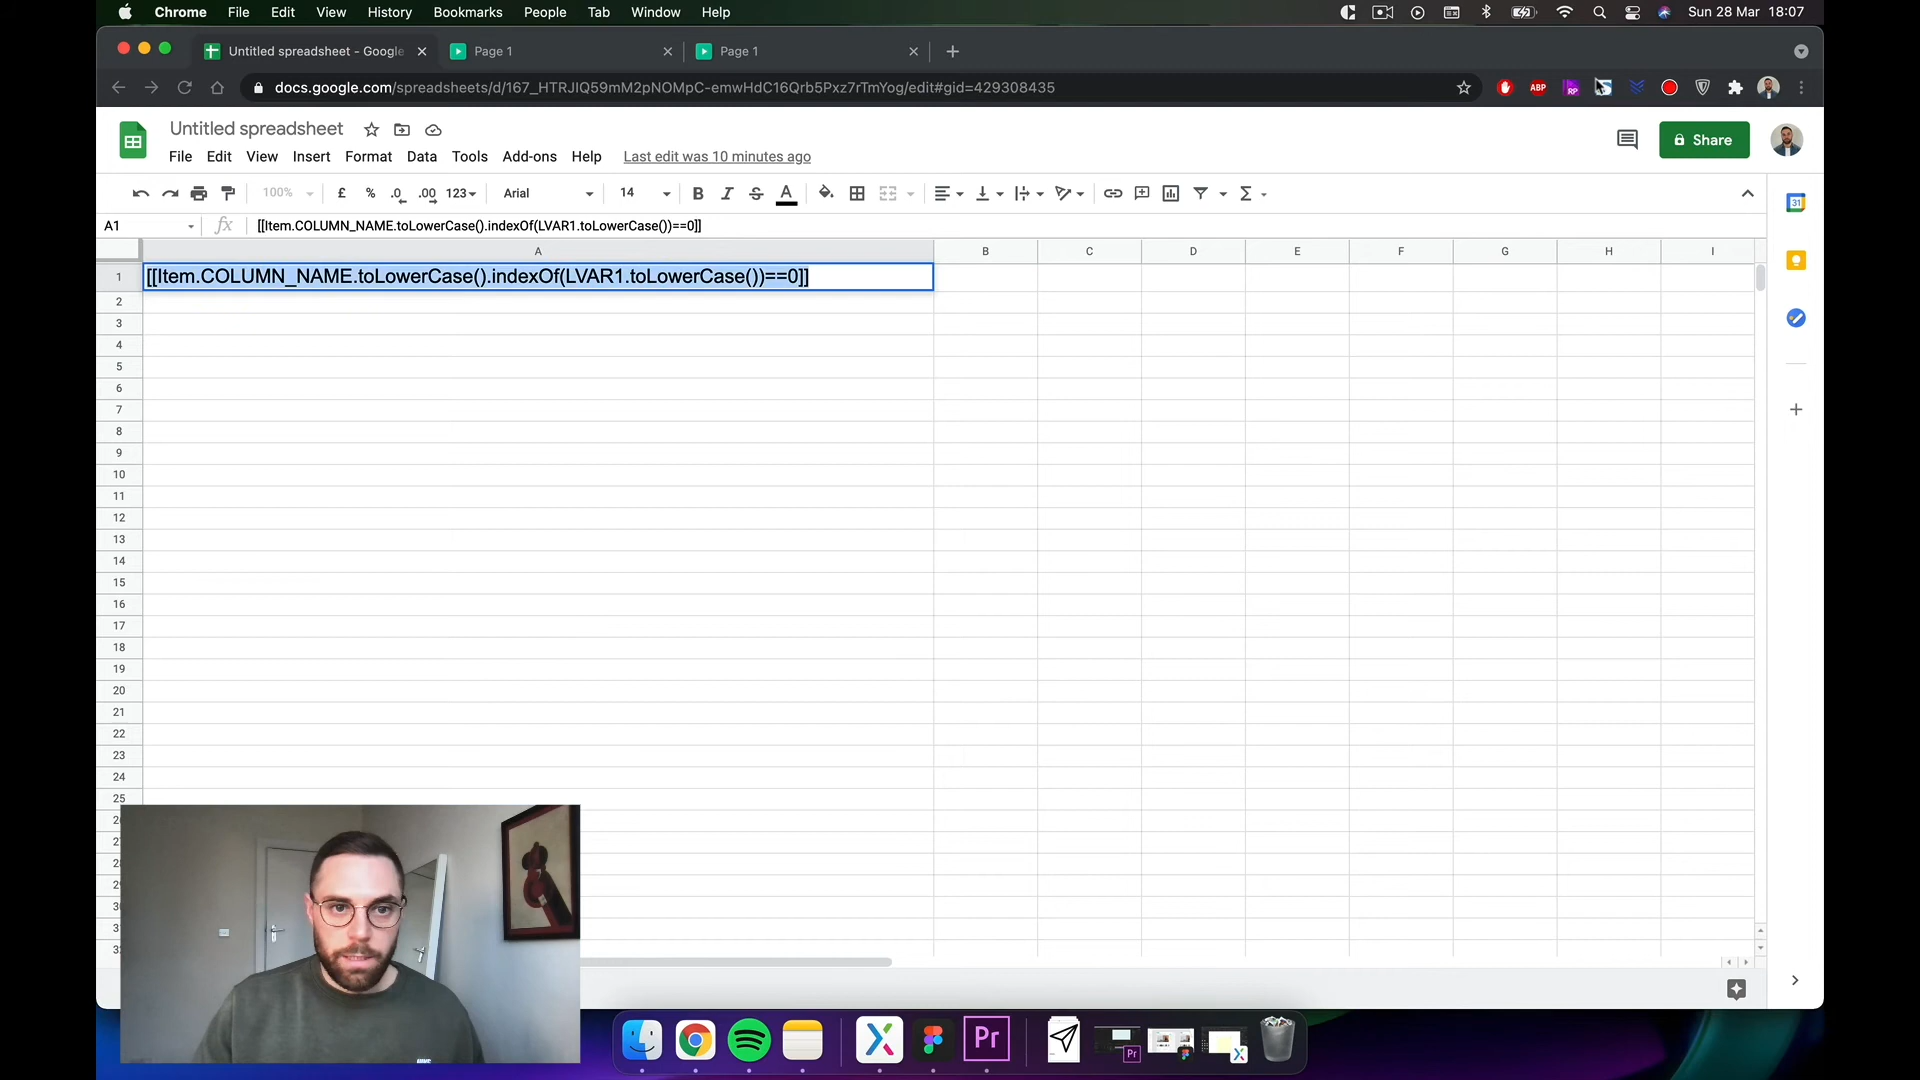 Chrome File Edit View History Bookmarks People Tab Window Help Sun 28 Mar 18:07
Untitled spreadsheet - Google Page 1 Page 1
docs.google.com/spreadsheets/d/167_HTRJIQ59mM2pNOMpC-emwHdC16Qrb5Pxz7rTmYog/edit#gid=429308435 ABP RP
Untitled spreadsheet
Share
File Edit View Insert Format Data Tools Add-ons Help Last edit was 10 minutes ago
100% £ % .0 .00 123 Arial 14 B I S A Σ
31
A1 fx [[Item.COLUMN_NAME.toLowerCase().indexOf(LVAR1.toLowerCase())==0]]
A B C D E F G H I
1 [[Item.COLUMN_NAME.toLowerCase().indexOf(LVAR1.toLowerCase())==0]]
2
3
4
5
6
7
8
9
10
11
12
13
14
15
16
17
18
19
20
21
22
23
24
25
Pr Pr